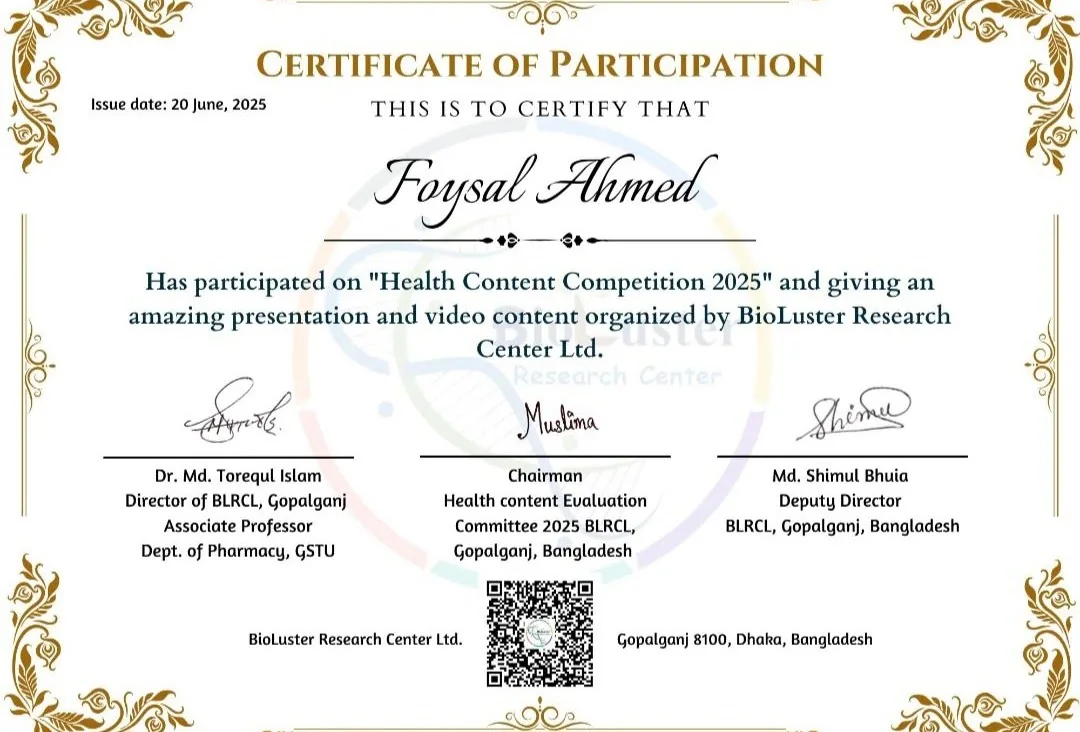 CERTIFICATE OF PARTICIPATION
Issue date: 20 June, 2025
THIS IS TO CERTIFY THAT
Foysal Ahmed
Has participated on "Health Content Competition 2025" and giving an
amazing presentation and video content organized by BioLuster Research
Center Ltd.
BioLuster
Research Center
Muslima
Shimul
Dr. Md. Torequl Islam
Director of BLRCL, Gopalganj
Associate Professor
Dept. of Pharmacy, GSTU
Chairman
Health content Evaluation
Committee 2025 BLRCL,
Gopalganj, Bangladesh
Md. Shimul Bhuia
Deputy Director
BLRCL, Gopalganj, Bangladesh
BioLuster Research Center Ltd.
Gopalganj 8100, Dhaka, Bangladesh